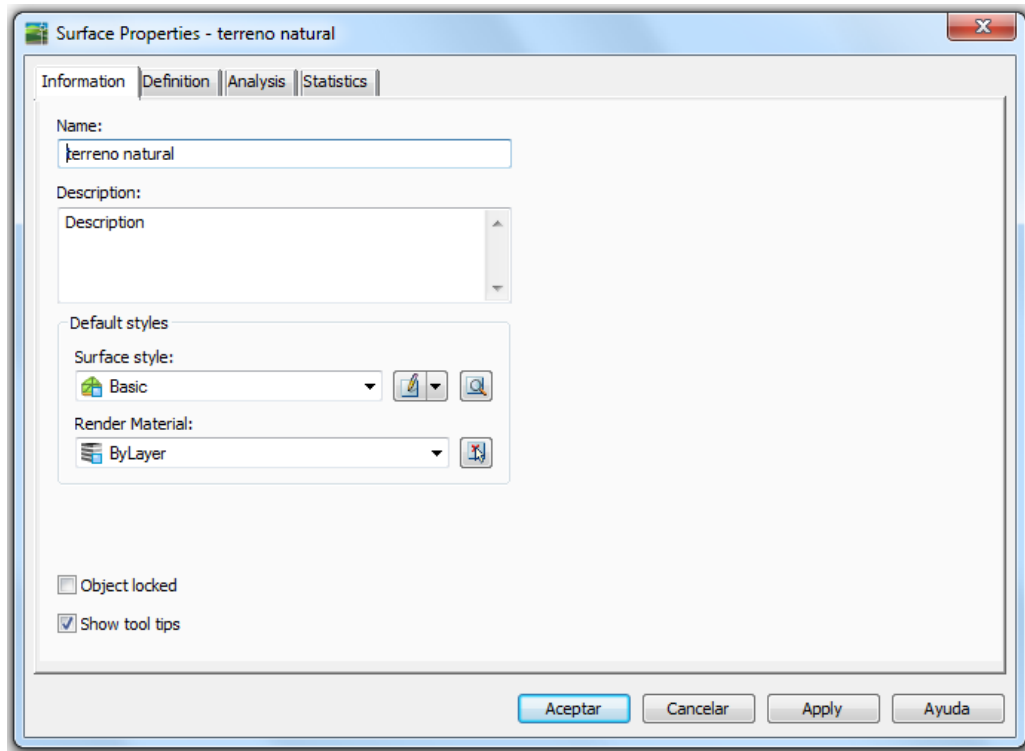 Surface Properties - terreno natural
Information Definition Analysis Statistics
Name:
terreno natural
Description:
Description
Default styles
Surface style:
Basic
Render Material:
ByLayer
Object locked
Show tool tips
Aceptar Cancelar Apply Ayuda